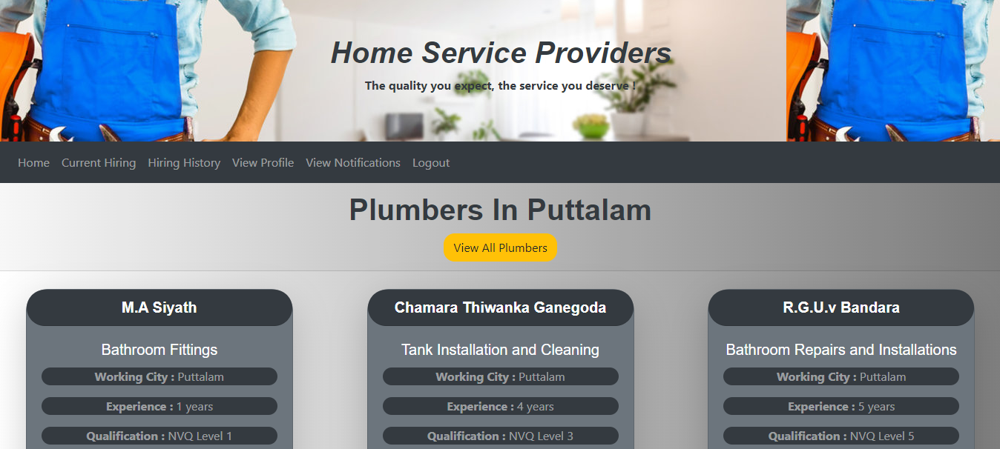 Home Service Providers
The quality you expect, the service you deserve !
Home Current Hiring Hiring History View Profile View Notifications Logout
Plumbers In Puttalam
View All Plumbers
M.A Siyath
Bathroom Fittings
Working City : Puttalam
Experience : 1 years
Qualification : NVQ Level 1
Chamara Thiwanka Ganegoda
Tank Installation and Cleaning
Working City : Puttalam
Experience : 4 years
Qualification : NVQ Level 3
R.G.U.v Bandara
Bathroom Repairs and Installations
Working City : Puttalam
Experience : 5 years
Qualification : NVQ Level 5